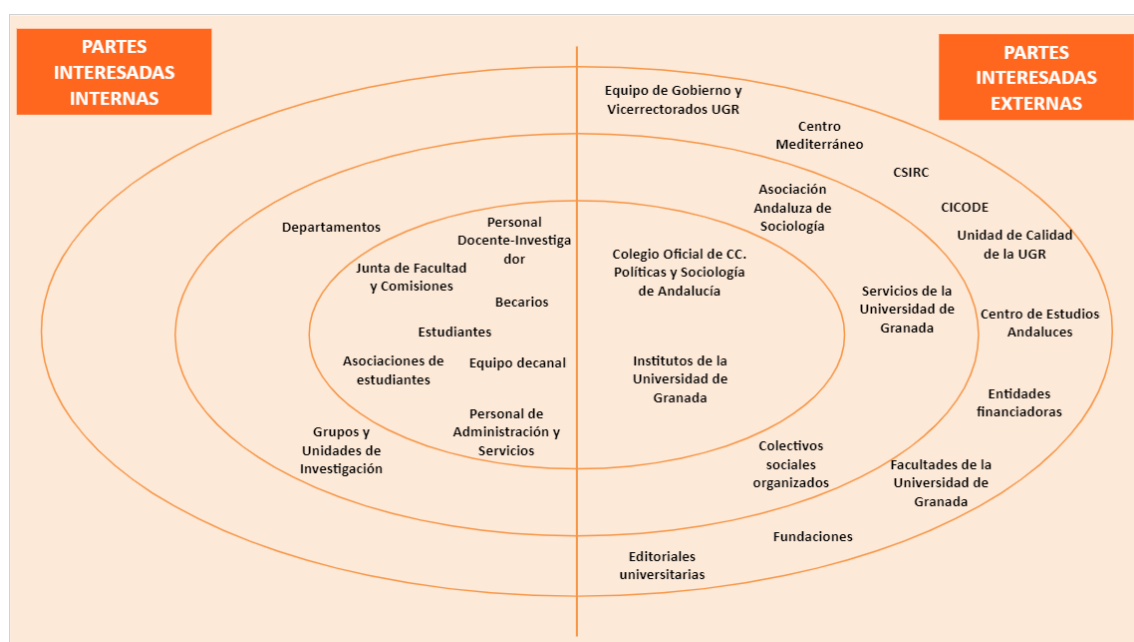 PARTES
INTERESADAS
INTERNAS
PARTES
INTERESADAS
EXTERNAS
Equipo de Gobierno y
Vicerrectorados UGR
Centro
Mediterráneo
CSIRC
CICODE
Unidad de Calidad
de la UGR
Asociación
Andaluza de
Sociología
Departamentos
Personal
Docente-Investiga
dor
Junta de Facultad
y Comisiones
Becarios
Estudiantes
Asociaciones de
estudiantes
Equipo decanal
Personal de
Administración y
Servicios
Grupos y
Unidades de
Investigación
Colegio Oficial de CC.
Políticas y Sociología
de Andalucía
Institutos de la
Universidad de
Granada
Servicios de la
Universidad de
Granada
Centro de Estudios
Andaluces
Entidades
financiadoras
Colectivos
sociales
organizados
Facultades de la
Universidad de
Granada
Fundaciones
Editoriales
universitarias